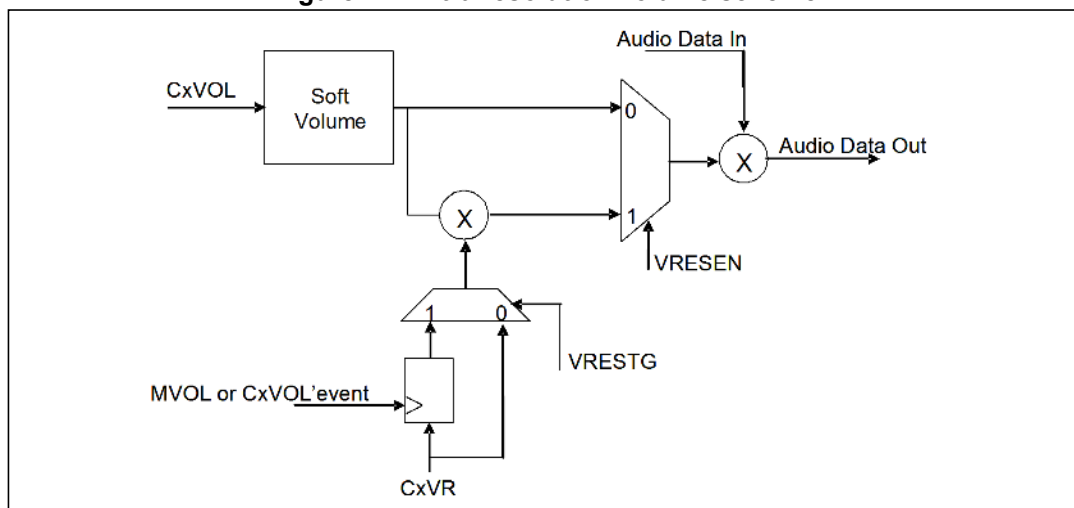 Audio Data In
CxVOL
Soft
Volume
0
X
Audio Data Out
X
1
VRESEN
1 0
VRESTG
MVOL or CxVOL'event
CxVR